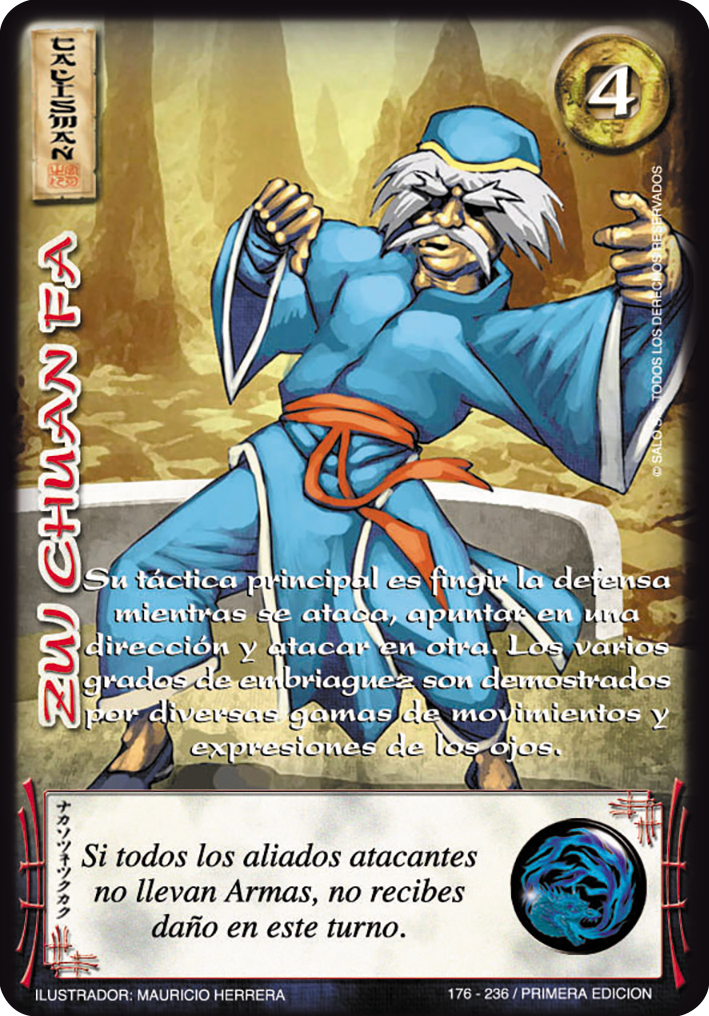 TALISMAN
4
ZUI CHUAN FA
© SALO S.A. TODOS LOS DERECHOS RESERVADOS
Su táctica principal es fingir la defensa
mientras se ataca, apuntar en una
dirección y atacar en otra. Los varios
grados de embriaguez son demostrados
por diversas gamas de movimientos y
expresiones de los ojos.
ナカソツネツクカク
Si todos los aliados atacantes
no llevan Armas, no recibes
daño en este turno.
ILUSTRADOR: MAURICIO HERRERA
176 - 236 / PRIMERA EDICION